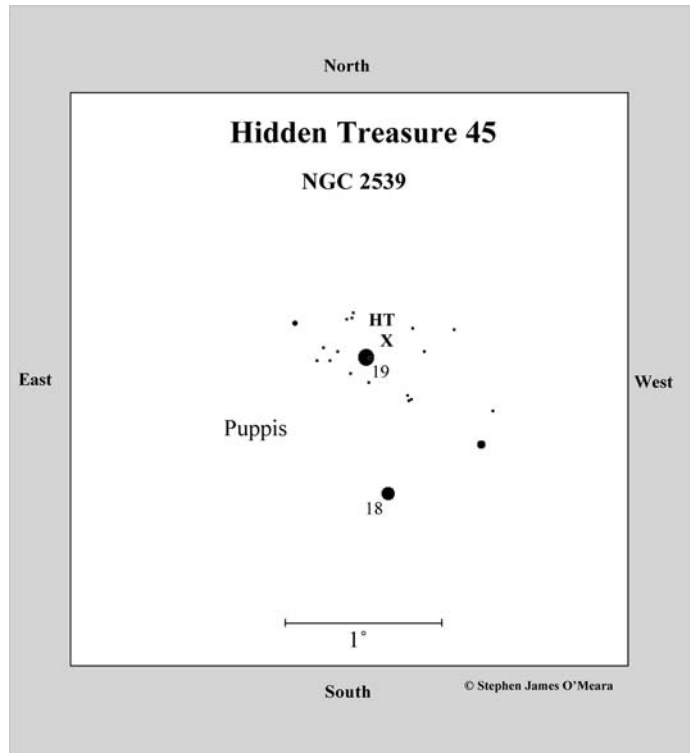 North
Hidden Treasure 45
NGC 2539
HT
X
19
East
West
Puppis
18
1°
South
© Stephen James O’Meara